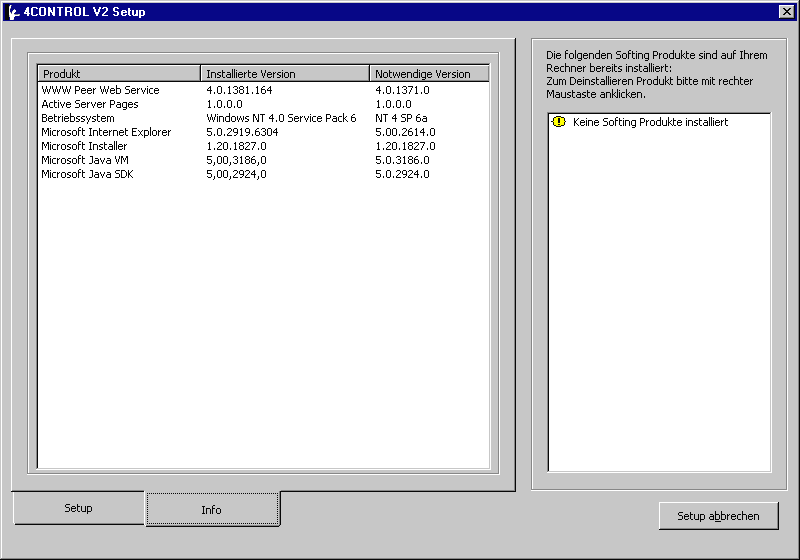 4CONTROL V2 Setup
Produkt Installierte Version Notwendige Version
WWW Peer Web Service 4.0.1381.164 4.0.1371.0
Active Server Pages 1.0.0.0 1.0.0.0
Betriebssystem Windows NT 4.0 Service Pack 6 NT 4 SP 6a
Microsoft Internet Explorer 5.0.2919.6304 5.00.2614.0
Microsoft Installer 1.20.1827.0 1.20.1827.0
Microsoft Java VM 5,00,3186,0 5.0.3186.0
Microsoft Java SDK 5,00,2924,0 5.0.2924.0
Die folgenden Softing Produkte sind auf Ihrem
Rechner bereits installiert:
Zum Deinstallieren Produkt bitte mit rechter
Maustaste anklicken.
Keine Softing Produkte installiert
Setup
Info
Setup abbrechen